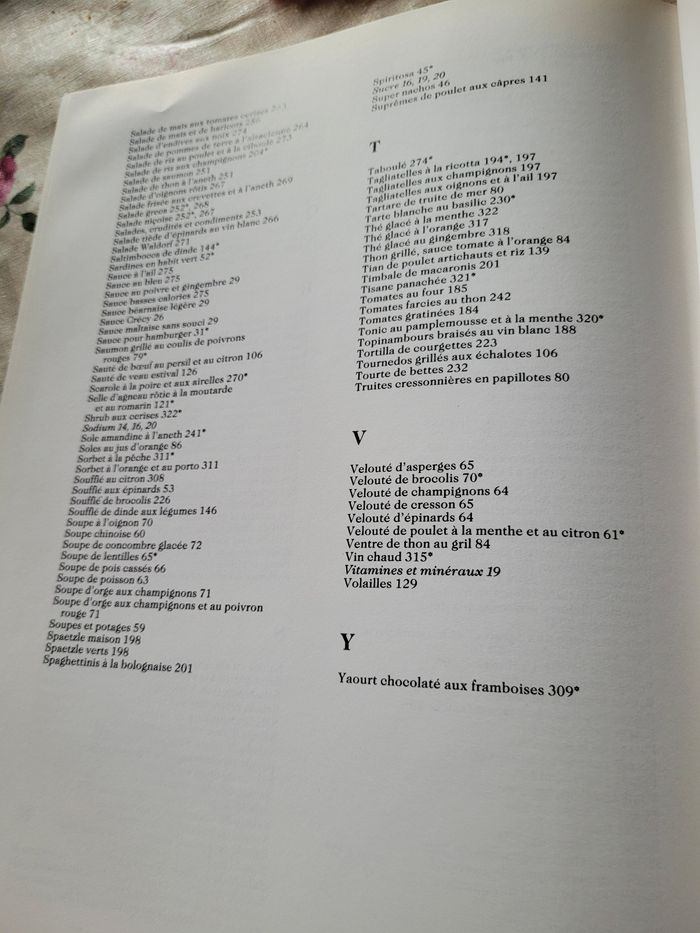 Salade de maïs aux tomates cerises
Salade de maïs et de haricots
Salade d'endives aux noix 274
Salade de pommes de terre à l'alsacienne 264
Salade de riz au poulet et à la ciboule 273
Salade de riz aux champignons
Salade de saumon 251
Salade de thon à l'aneth 251
Salade d'oignons rôtis 267
Salade frisée aux crevettes et à l'aneth 269
Salade green 252*, 268
Salade niçoise 252*, 267
Salades, crudités et condiments 253
Salade tiède d'épinards au vin blanc 266
Salade Waldorf 271
Saltimbocca de dinde 144*
Sardines en habit vert 52*
Sauce à l'ail 275
Sauce au bleu 275
Sauce au poivre et gingembre 29
Sauce basses calories 275
Sauce béarnaise légère 29
Sauce Crécy 26
Sauce maltaise sans souci 29
Sauce pour hamburger 31*
Saumon grillé au coulis de poivrons
rouges 79*
Sauté de bœuf au persil et au citron 106
Sauté de veau estival 126
Scarole à la poire et aux airelles 270*
Selle d'agneau rôtie à la moutarde
et au romarin 121*
Shrub aux cerises 322*
Sodium 14, 16, 20
Sole amandine à l'aneth 241*
Soles au jus d'orange 86
Sorbet à la pêche 311*
Sorbet à l'orange et au porto 311
Soufflé au citron 308
Soufflé aux épinards 53
Soufflé de brocolis 226
Soufflé de dinde aux légumes 146
Soupe à l'oignon 70
Soupe chinoise 60
Soupe de concombre glacée 72
Soupe de lentilles 65*
Soupe de pois cassés 66
Soupe de poisson 63
Soupe d'orge aux champignons 71
Soupe d'orge aux champignons et au poivron
rouge 71
Soupes et potages 59
Spaetzle maison 198
Spaetzle verts 198
Spaghettinis à la bolognaise 201
Spiritosa 45*
Sucre 16, 19, 20
Super nachos 46
Suprêmes de poulet aux câpres 141
T
Taboulé 274*
Tagliatelles à la ricotta 194*, 197
Tagliatelles aux champignons 197
Tagliatelles aux oignons et à l'ail 197
Tartare de truite de mer 80
Tarte blanche au basilic 230*
Thé glacé à la menthe 322
Thé glacé à l'orange 317
Thé glacé au gingembre 318
Thon grillé, sauce tomate à l'orange 84
Tian de poulet artichauts et riz 139
Timbale de macaronis 201
Tisane panachée 321*
Tomates au four 185
Tomates farcies au thon 242
Tomates gratinées 184
Tonic au pamplemousse et à la menthe 320*
Topinambours braisés au vin blanc 188
Tortilla de courgettes 223
Tournedos grillés aux échalotes 106
Tourte de bettes 232
Truites cressonnières en papillotes 80
V
Velouté d'asperges 65
Velouté de brocolis 70*
Velouté de champignons 64
Velouté de cresson 65
Velouté d'épinards 64
Velouté de poulet à la menthe et au citron 61*
Ventre de thon au gril 84
Vin chaud 315*
Vitamines et minéraux 19
Volailles 129
Y
Yaourt chocolaté aux framboises 309*